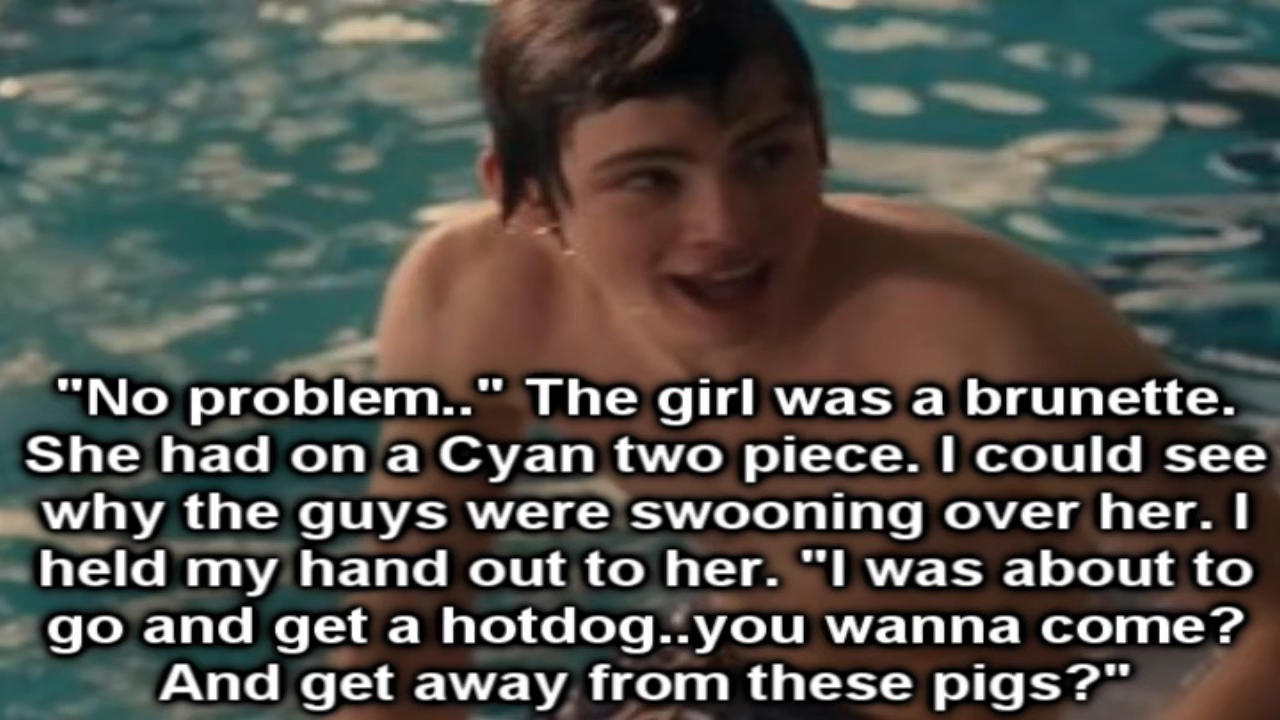 "No problem.." The girl was a brunette.
She had on a Cyan two piece. I could see
why the guys were swooning over her. I
held my hand out to her. "I was about to
go and get a hotdog..you wanna come?
And get away from these pigs?"